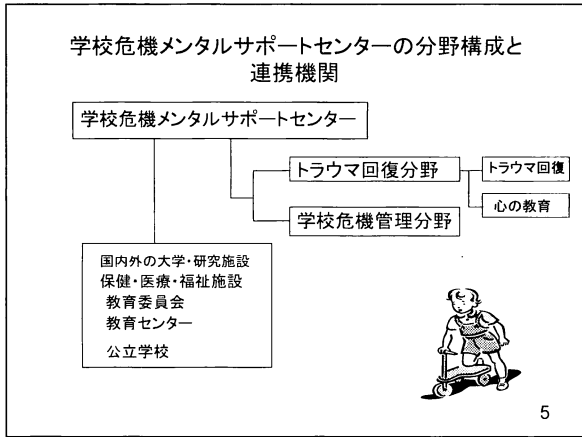 学校危機メンタルサポートセンターの分野構成と
連携機関
学校危機メンタルサポートセンター
トラウマ回復分野
トラウマ回復
心の教育
学校危機管理分野
国内外の大学・研究施設
保健・医療・福祉施設
教育委員会
教育センター
公立学校
5